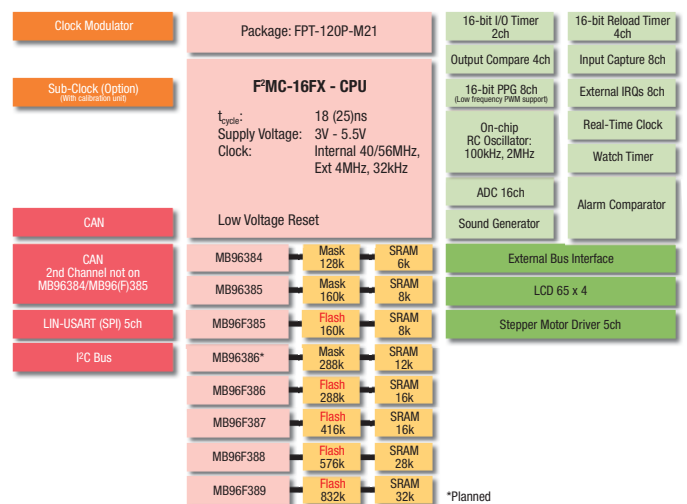 Clock Modulator
Sub-Clock (Option)
(With calibration unit)
CAN
CAN
2nd Channel not on
MB96384/MB96(F)385
LIN-USART (SPI) 5ch
I²C Bus
Package: FPT-120P-M21
F²MC-16FX - CPU
tcycle: 18 (25)ns
Supply Voltage: 3V - 5.5V
Clock: Internal 40/56MHz,
Ext 4MHz, 32kHz
Low Voltage Reset
MB96384 Mask 128k SRAM 6k
MB96385 Mask 160k SRAM 8k
MB96F385 Flash 160k SRAM 8k
MB96386* Mask 288k SRAM 12k
MB96F386 Flash 288k SRAM 16k
MB96F387 Flash 416k SRAM 16k
MB96F388 Flash 576k SRAM 28k
MB96F389 Flash 832k SRAM 32k
16-bit I/O Timer
2ch
16-bit Reload Timer
4ch
Output Compare 4ch
Input Capture 8ch
16-bit PPG 8ch
(Low frequency PWM support)
External IRQs 8ch
On-chip
RC Oscillator:
100kHz, 2MHz
Real-Time Clock
Watch Timer
ADC 16ch
Alarm Comparator
Sound Generator
External Bus Interface
LCD 65 x 4
Stepper Motor Driver 5ch
*Planned